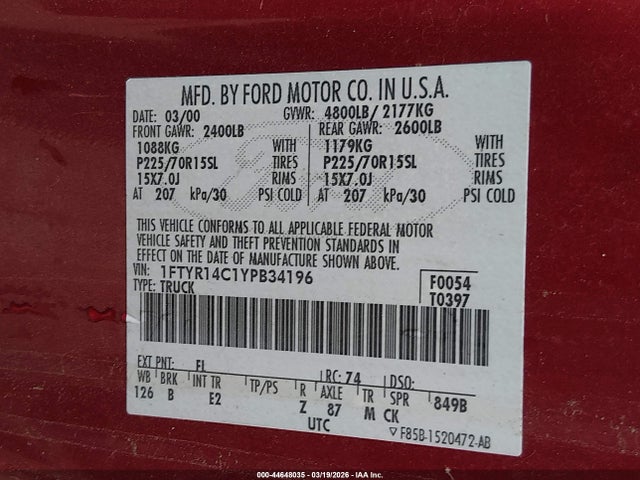 MFD. BY FORD MOTOR CO. IN U.S.A.
DATE: 03/00 GVWR: 4800LB/ 2177KG
FRONT GAWR: 2400LB REAR GAWR: 2600LB
1088KG WITH 1179KG WITH
P225/70R15SL TIRES P225/70R15SL TIRES
15X7.0J RIMS 15X7.0J RIMS
AT 207 kPa/30 PSI COLD AT 207 kPa/30 PSI COLD
THIS VEHICLE CONFORMS TO ALL APPLICABLE FEDERAL MOTOR
VEHICLE SAFETY AND THEFT PREVENTION STANDARDS IN
EFFECT ON THE DATE OF MANUFACTURE SHOWN ABOVE.
VIN: 1FTYR14C1YPB34196 F0054
TYPE: TRUCK T0397
EXT PNT: FL RC: 74 DSO:
WB BRK INT TR TP/PS R AXLE TR SPR 849B
126 B E2 Z 87 M CK
UTC
▽ F85B-1520472-AB
000-44648035 - 03/19/2026 - IAA Inc.